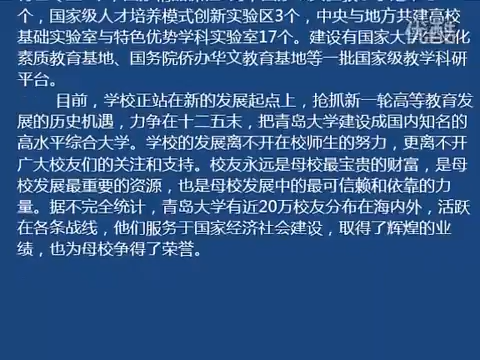 个，国家级人才培养模式创新实验区3个，中央与地方共建高校
基础实验室与特色优势学科实验室17个。建设有国家大学生文化
素质教育基地、国务院侨办华文教育基地等一批国家级教学科研
平台。
目前，学校正站在新的发展起点上，抢抓新一轮高等教育发
展的历史机遇，力争在十二五末，把青岛大学建设成国内知名的
高水平综合大学。学校的发展离不开在校师生的努力，更离不开
广大校友们的关注和支持。校友永远是母校最宝贵的财富，是母
校发展最重要的资源，也是母校发展中的最可信赖和依靠的力
量。据不完全统计，青岛大学有近20万校友分布在海内外，活跃
在各条战线，他们服务于国家经济社会建设，取得了辉煌的业
绩，也为母校争得了荣誉。